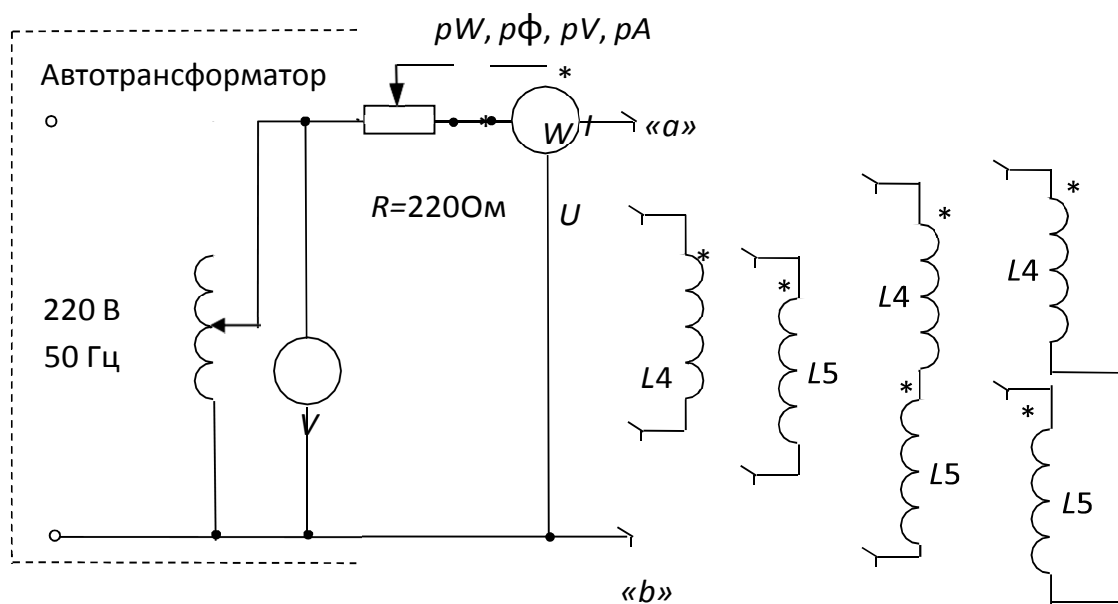 pW, pф, pV, pA
Автотрансформатор
*
* W I «a»
R=220Ом
U
* * * *
220 В
50 Гц
L4 L5 L4 L4
V
* *
L5 L5
«b»